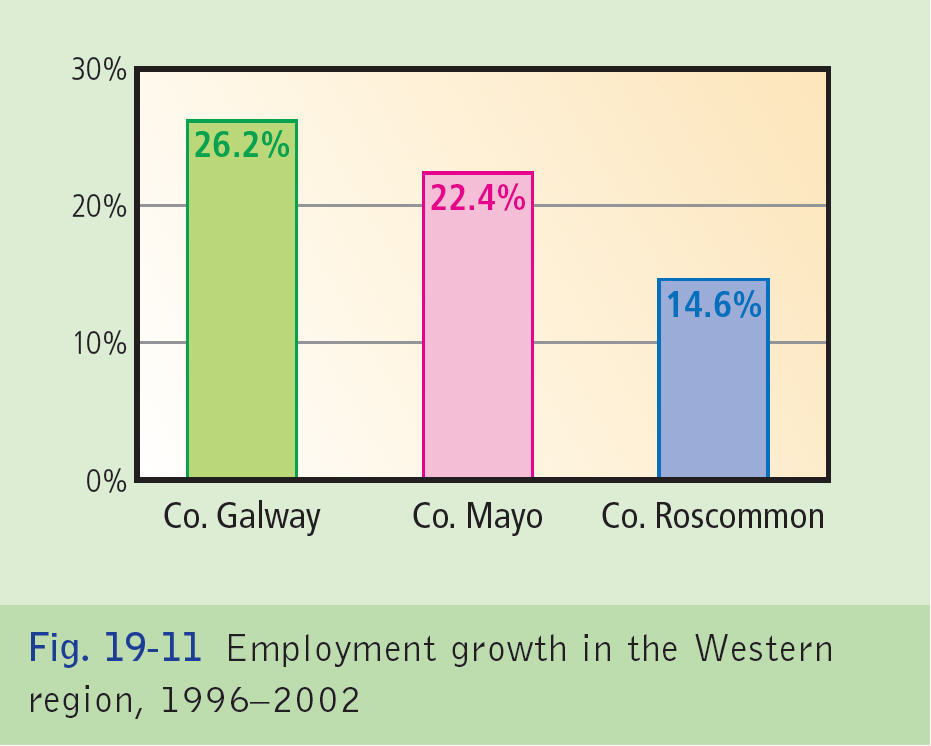 30%
26.2%
22.4%
20%
14.6%
10%
0%
Co. Galway Co. Mayo Co. Roscommon
Fig. 19-11 Employment growth in the Western
region, 1996–2002